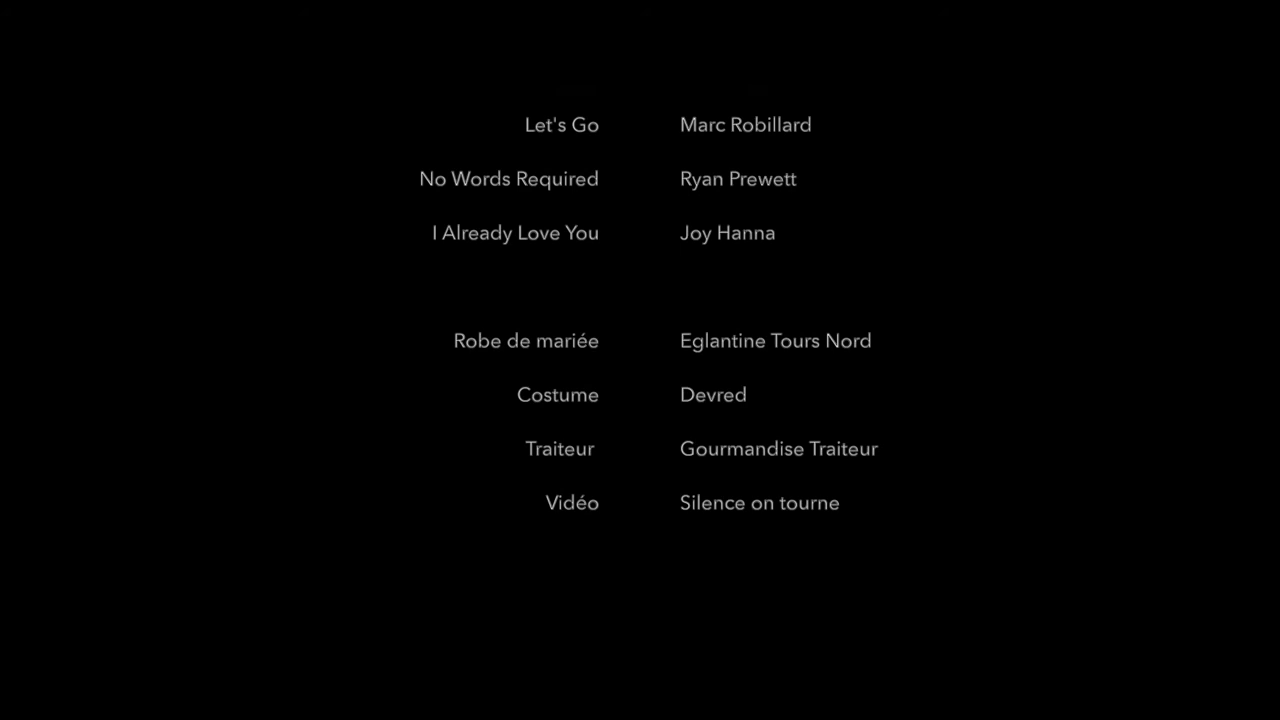 Let's Go Marc Robillard
No Words Required Ryan Prewett
I Already Love You Joy Hanna
Robe de mariée Eglantine Tours Nord
Costume Devred
Traiteur Gourmandise Traiteur
Vidéo Silence on tourne